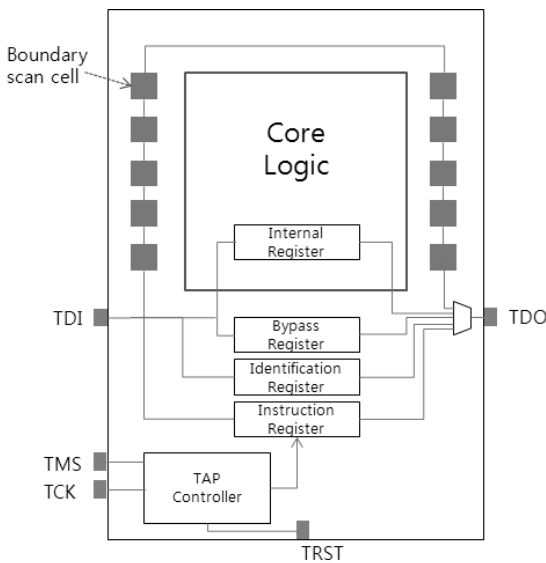 Boundary
scan cell
Core
Logic
Internal
Register
TDI
TDO
Bypass
Register
Identification
Register
Instruction
Register
TMS
TCK
TAP
Controller
TRST